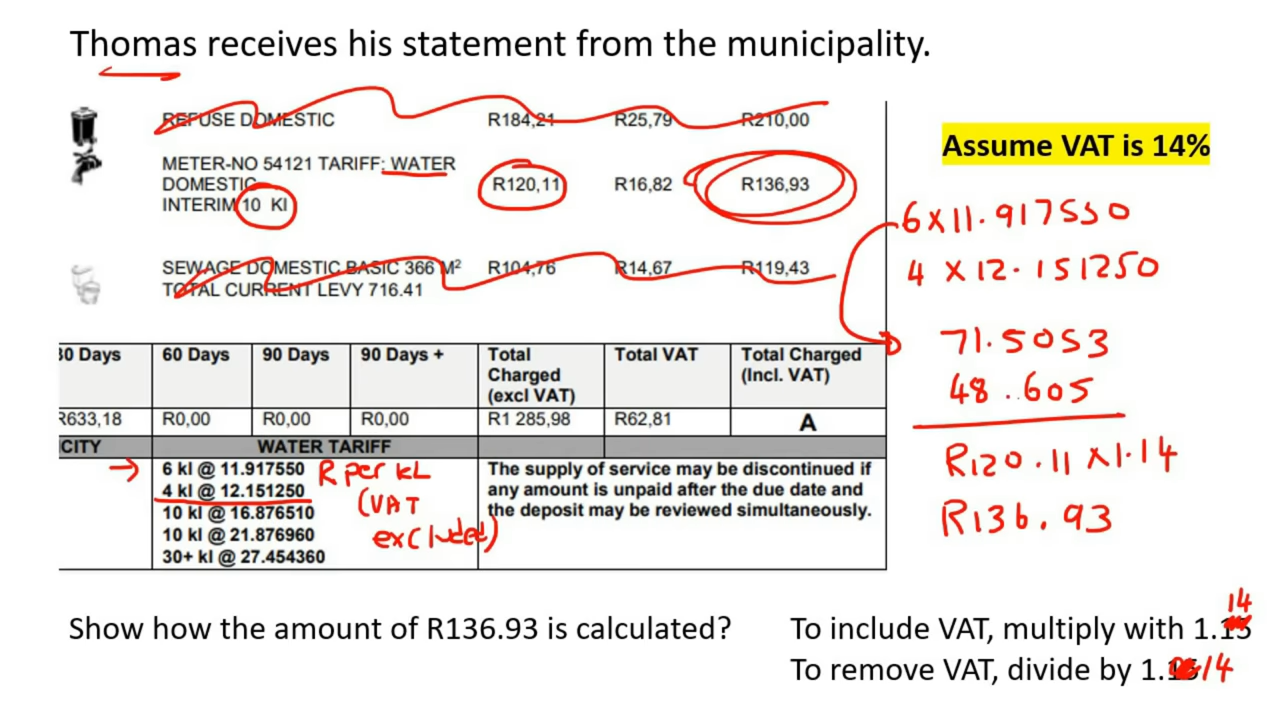 Thomas receives his statement from the municipality.
REFUSE DOMESTIC R184,21 R25,79 R210,00
METER-NO 54121 TARIFF: WATER
DOMESTIC R120,11 R16,82 R136,93
INTERIM 10 Kl
SEWAGE DOMESTIC BASIC 366 M² R104,76 R14,67 R119,43
TOTAL CURRENT LEVY 716.41
Assume VAT is 14%
6 x 11.917550
4 x 12.151250
71.5053
48.605
R120.11 x 1.14
R136.93
30 Days 60 Days 90 Days 90 Days + Total Charged (excl VAT) Total VAT Total Charged (Incl. VAT)
R633,18 R0,00 R0,00 R0,00 R1 285,98 R62,81 A
CITY WATER TARIFF
6 kl @ 11.917550
4 kl @ 12.151250
10 kl @ 16.876510
10 kl @ 21.876960
30+ kl @ 27.454360
R per kL
(VAT
excluded)
The supply of service may be discontinued if
any amount is unpaid after the due date and
the deposit may be reviewed simultaneously.
Show how the amount of R136.93 is calculated?
14
To include VAT, multiply with 1.15
To remove VAT, divide by 1.15 14